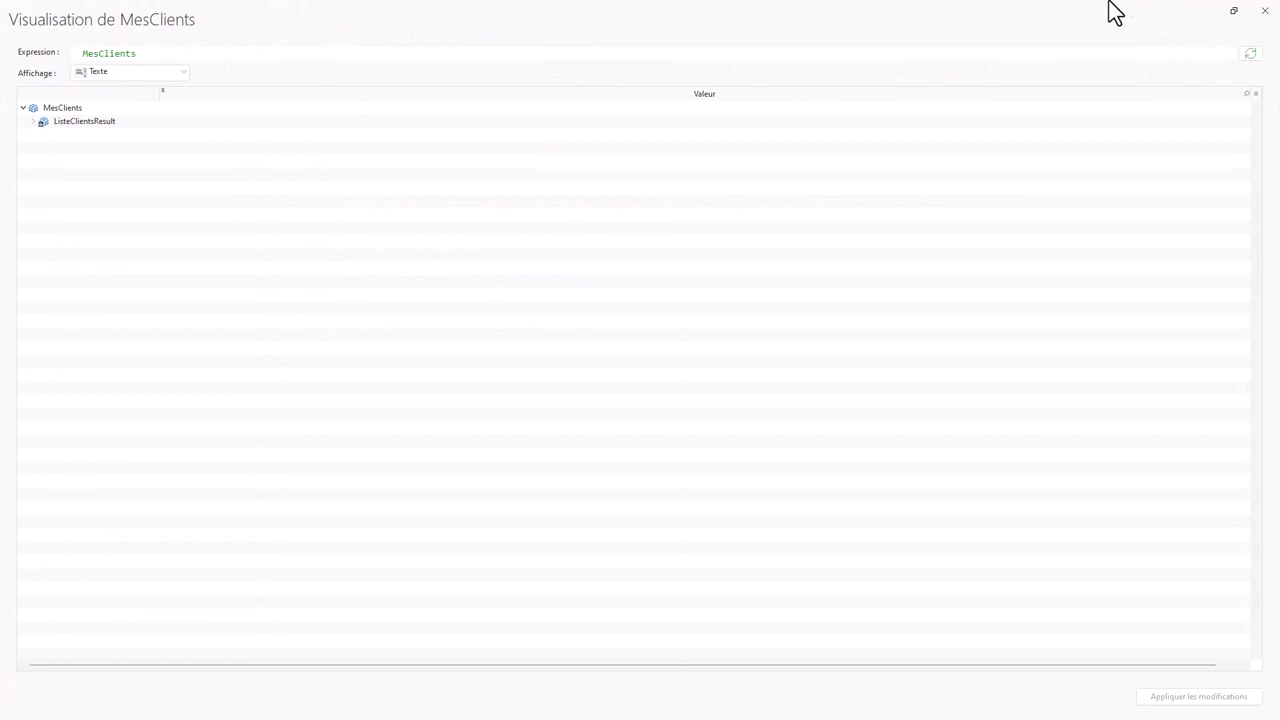 Visualisation de MesClients
Expression : MesClients
Affichage : Texte
Valeur
MesClients
ListeClientsResult
Appliquer les modifications